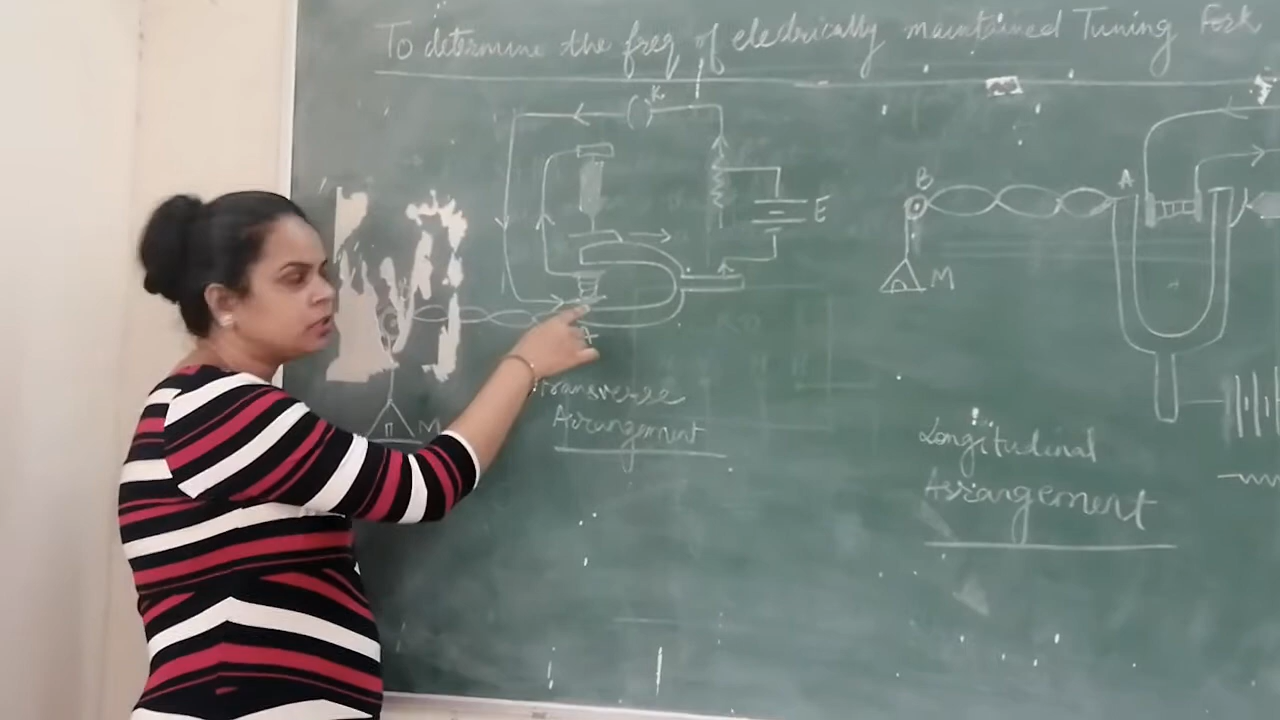 To determine the freq of electrically maintained Tuning Fork
K
E
A
M
Transverse
Arrangement
B
A
M
Longitudinal
Arrangement